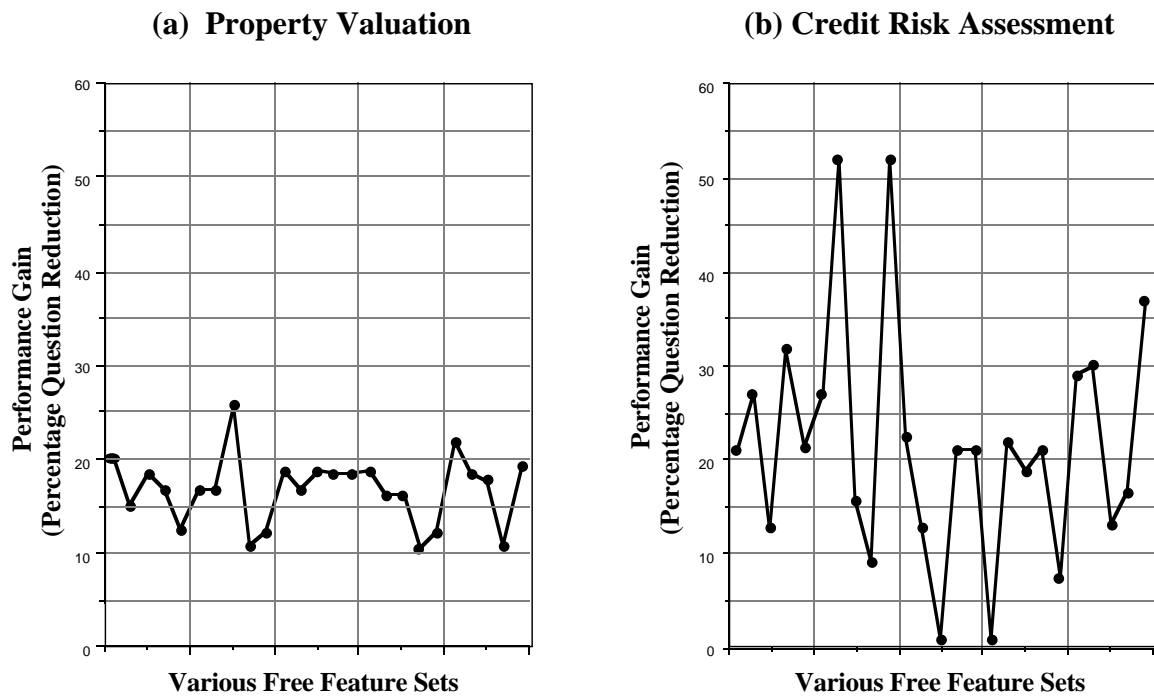 (a) Property Valuation
60
50
40
30
20
10
0
Performance Gain
(Percentage Question Reduction)
Various Free Feature Sets
(b) Credit Risk Assessment
60
50
40
30
20
10
0
Performance Gain
(Percentage Question Reduction)
Various Free Feature Sets